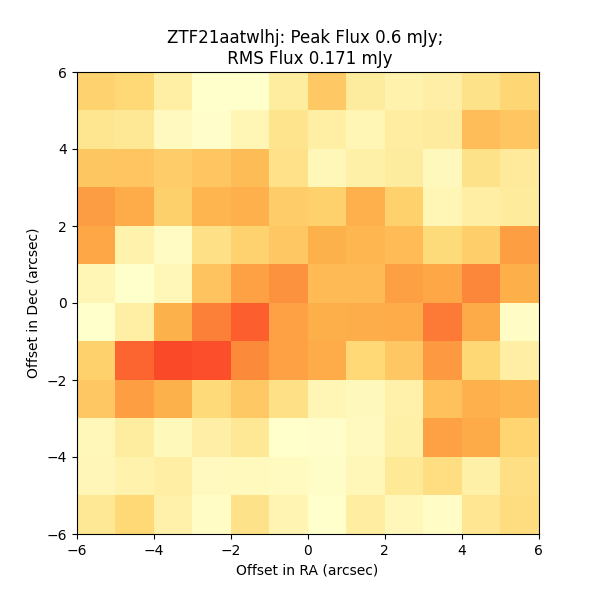 ZTF21aatwlhj: Peak Flux 0.6 mJy;
RMS Flux 0.171 mJy
6
4
2
0
−2
−4
−6
Offset in Dec (arcsec)
−6 −4 −2 0 2 4 6
Offset in RA (arcsec)